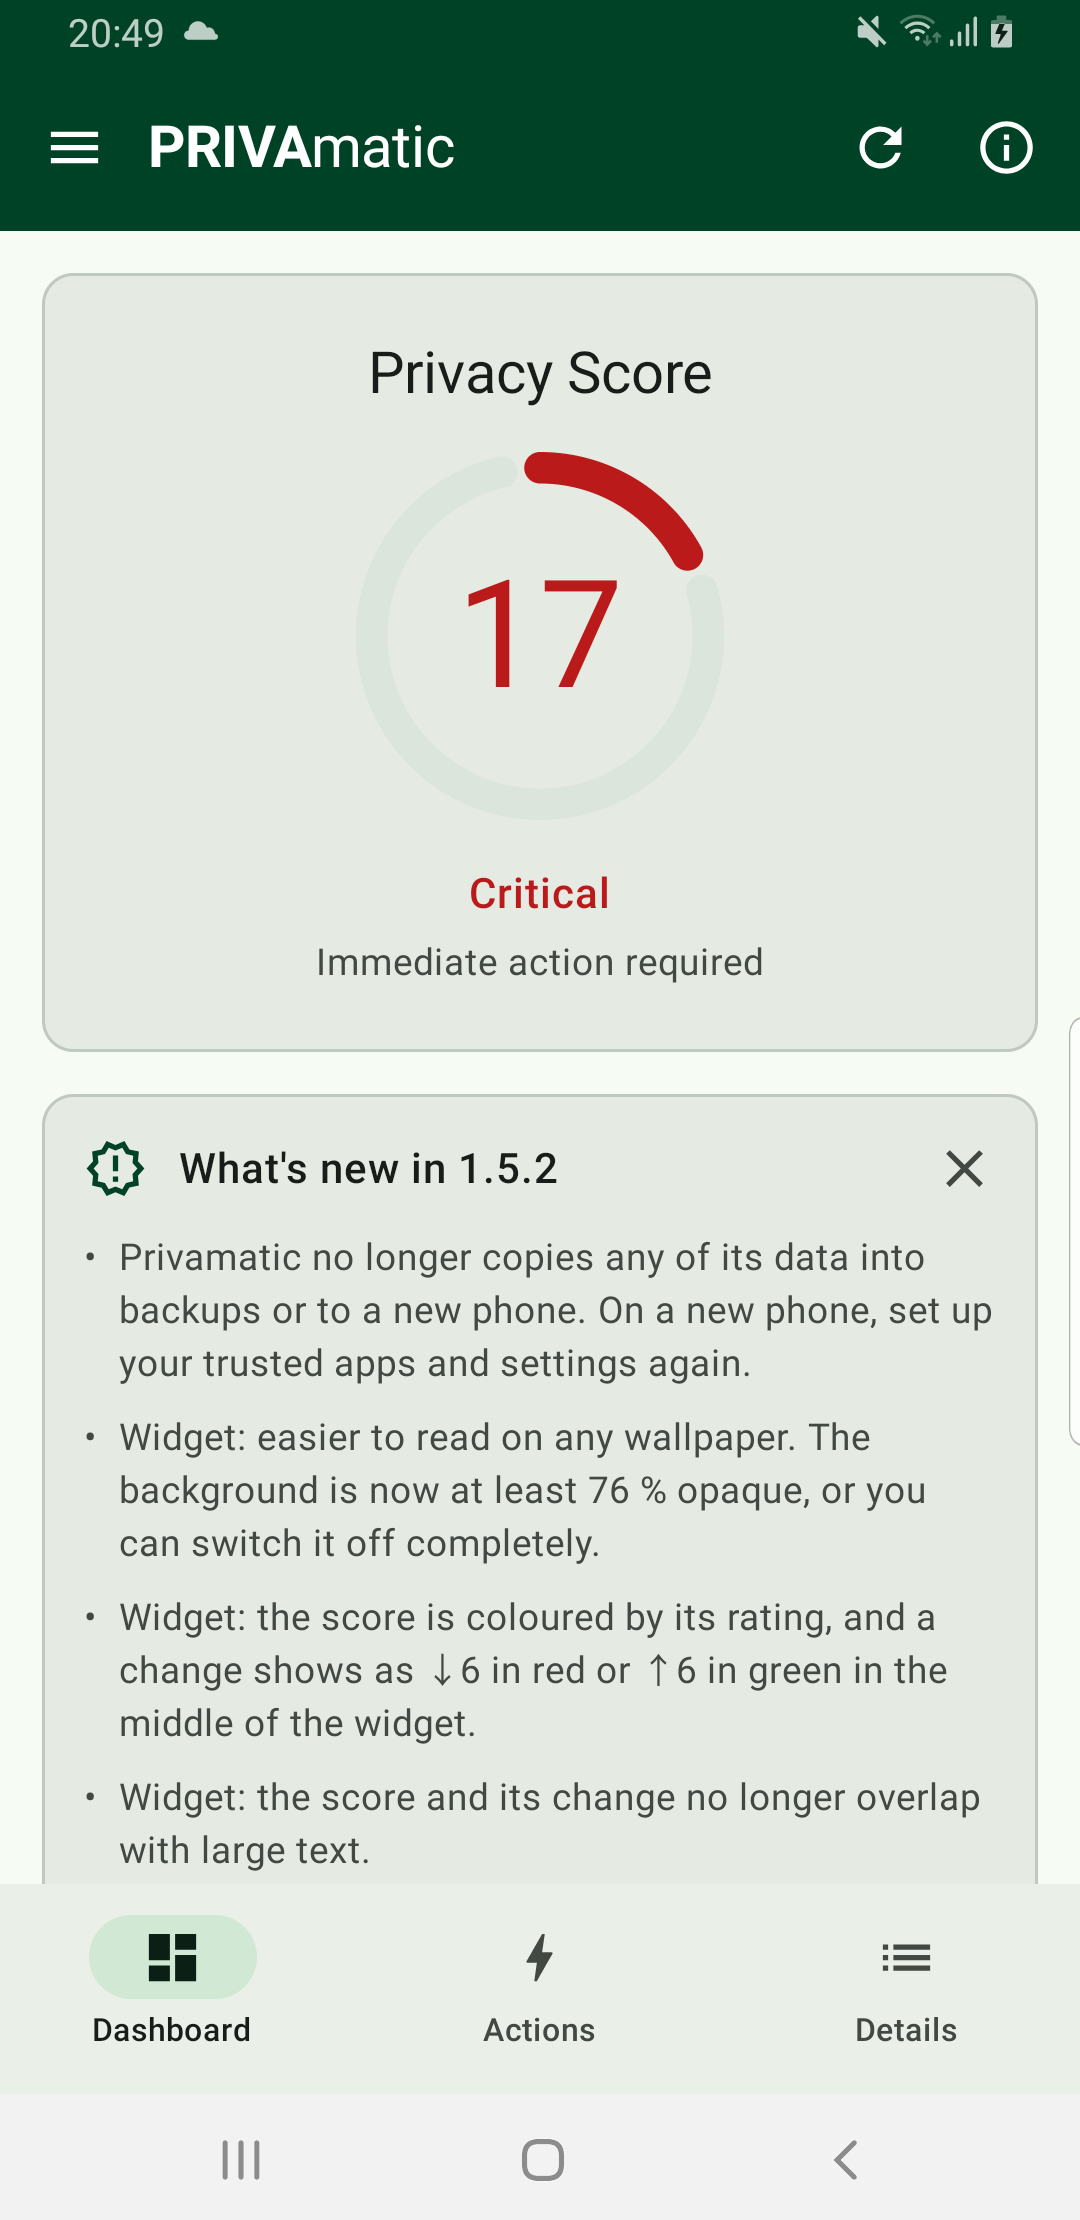 20:49
PRIVAmatic
Privacy Score
17
Critical
Immediate action required
What's new in 1.5.2
• Privamatic no longer copies any of its data into
backups or to a new phone. On a new phone, set up
your trusted apps and settings again.
• Widget: easier to read on any wallpaper. The
background is now at least 76 % opaque, or you
can switch it off completely.
• Widget: the score is coloured by its rating, and a
change shows as ↓6 in red or ↑6 in green in the
middle of the widget.
• Widget: the score and its change no longer overlap
with large text.
Dashboard
Actions
Details